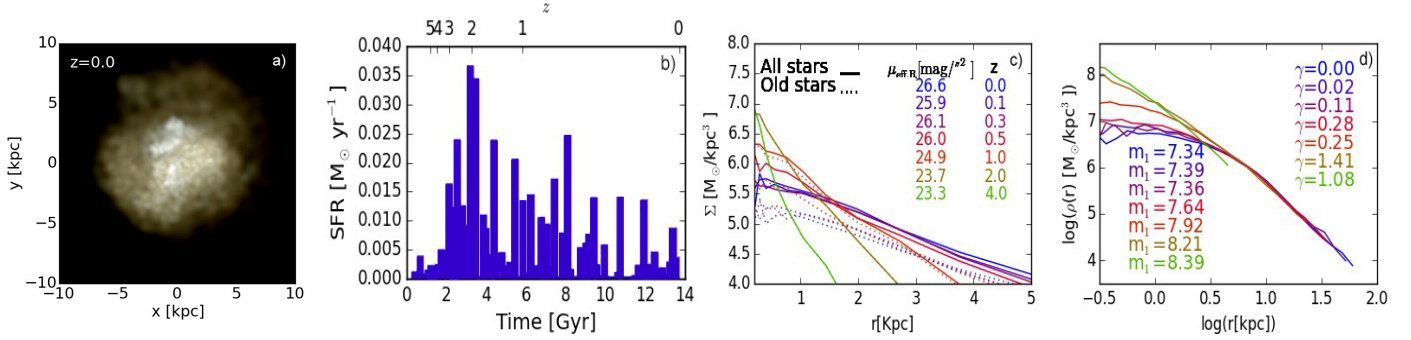 z=0.0
a)
10
5
0
−5
−10
−10 −5 0 5 10
x [kpc]
y [kpc]
z
5 4 3 2 1 0
b)
0.040
0.035
0.030
0.025
0.020
0.015
0.010
0.005
0.000
0 2 4 6 8 10 12 14
Time [Gyr]
SFR [M⊙ yr⁻¹]
c)
All stars
Old stars
μeff,R [mag/″²] z
26.6 0.0
25.9 0.1
26.1 0.3
26.0 0.5
24.9 1.0
23.7 2.0
23.3 4.0
8.0
7.5
7.0
6.5
6.0
5.5
5.0
4.5
4.0
1 2 3 4 5
r[Kpc]
Σ [M⊙/kpc³]
d)
γ=0.00
γ=0.02
γ=0.11
γ=0.28
γ=0.25
γ=1.41
γ=1.08
m₁=7.34
m₁=7.39
m₁=7.36
m₁=7.64
m₁=7.92
m₁=8.21
m₁=8.39
9
8
7
6
5
4
−0.5 0.0 0.5 1.0 1.5 2.0
log(r[kpc])
log(ρ(r) [M⊙/kpc³])